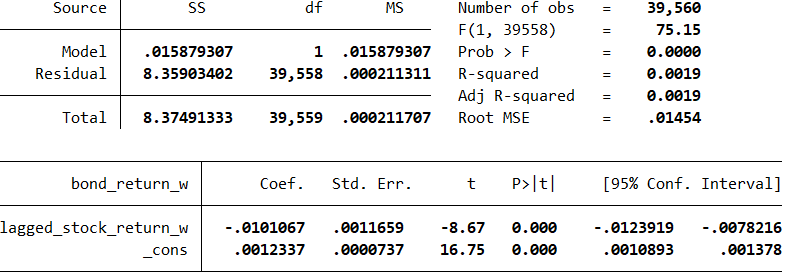 Source SS df MS Number of obs = 39,560
F(1, 39558) = 75.15
Model .015879307 1 .015879307 Prob > F = 0.0000
Residual 8.35903402 39,558 .000211311 R-squared = 0.0019
Adj R-squared = 0.0019
Total 8.37491333 39,559 .000211707 Root MSE = .01454
bond_return_w Coef. Std. Err. t P>|t| [95% Conf. Interval]
lagged_stock_return_w -.0101067 .0011659 -8.67 0.000 -.0123919 -.0078216
_cons .0012337 .0000737 16.75 0.000 .0010893 .001378